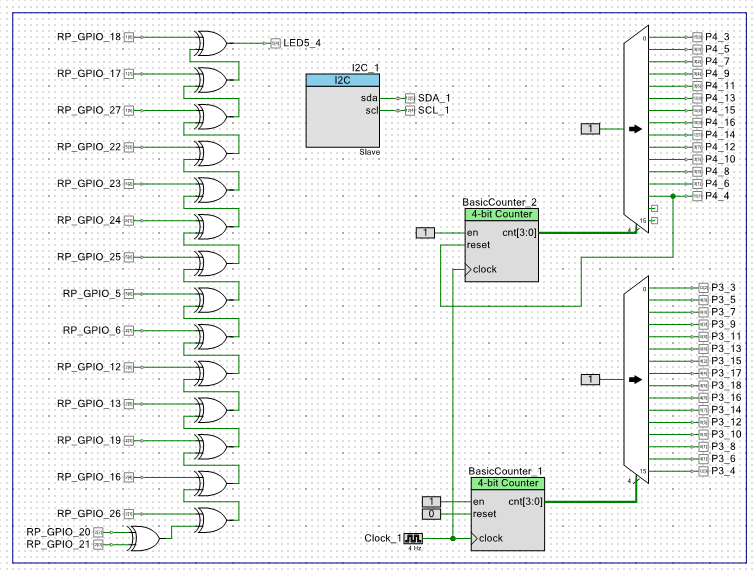 RP_GPIO_18
LED5_4
RP_GPIO_17
RP_GPIO_27
RP_GPIO_22
RP_GPIO_23
RP_GPIO_24
RP_GPIO_25
RP_GPIO_5
RP_GPIO_6
RP_GPIO_12
RP_GPIO_13
RP_GPIO_19
RP_GPIO_16
RP_GPIO_26
RP_GPIO_20
RP_GPIO_21
I2C_1
I2C
sda
SDA_1
scl
SCL_1
Slave
BasicCounter_2
4-bit Counter
1
en
cnt[3:0]
reset
clock
1
0
15
4
P4_3
P4_5
P4_7
P4_9
P4_11
P4_13
P4_15
P4_16
P4_14
P4_12
P4_10
P4_8
P4_6
P4_4
BasicCounter_1
4-bit Counter
1
en
cnt[3:0]
0
reset
Clock_1
clock
4 Hz
1
0
15
4
P3_3
P3_5
P3_7
P3_9
P3_11
P3_13
P3_15
P3_17
P3_18
P3_16
P3_14
P3_12
P3_10
P3_8
P3_6
P3_4